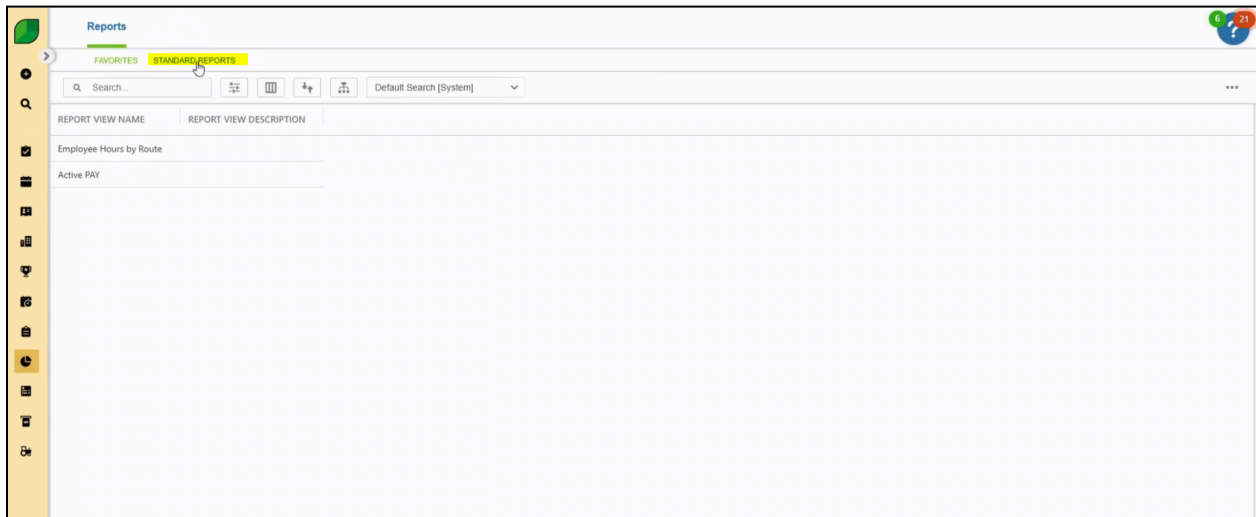 Reports
6
21
?
FAVORITES STANDARD REPORTS
Search...
Default Search [System]
REPORT VIEW NAME
REPORT VIEW DESCRIPTION
Employee Hours by Route
Active PAY